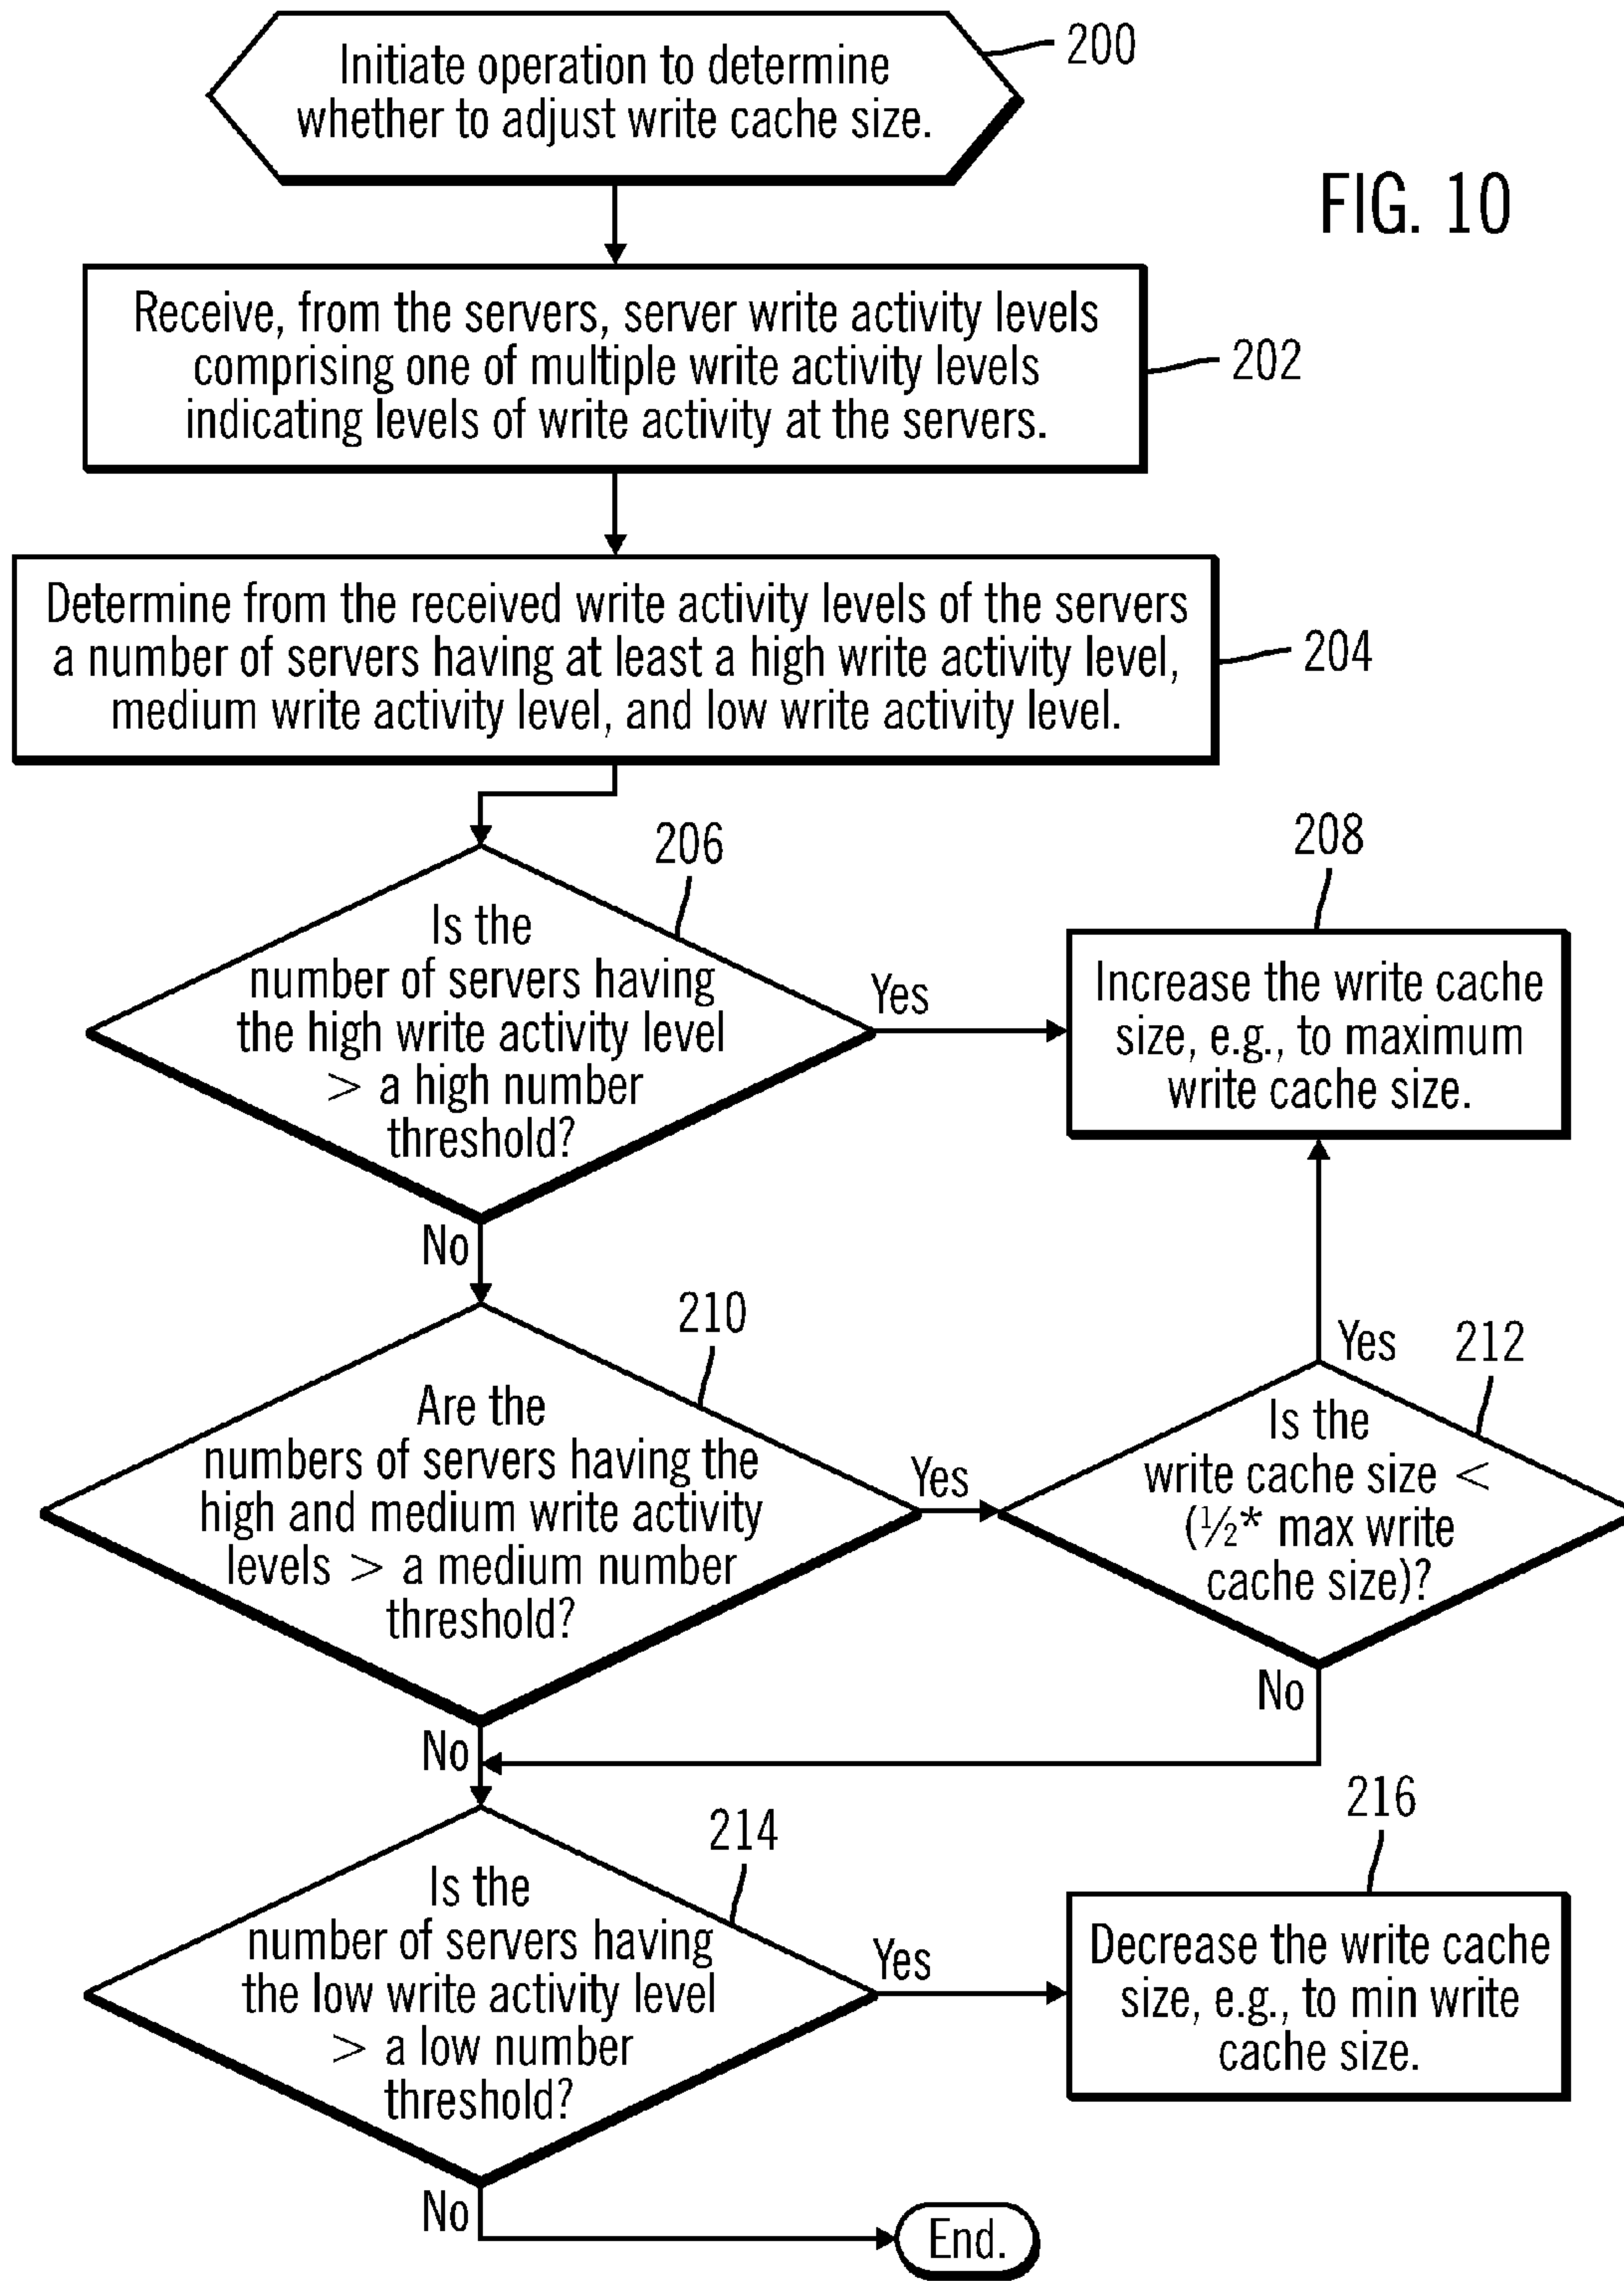 Initiate operation to determine
whether to adjust write cache size.
200
FIG. 10
Receive, from the servers, server write activity levels
comprising one of multiple write activity levels
indicating levels of write activity at the servers.
202
Determine from the received write activity levels of the servers
a number of servers having at least a high write activity level,
medium write activity level, and low write activity level.
204
206
Is the
number of servers having
the high write activity level
> a high number
threshold?
Yes
No
208
Increase the write cache
size, e.g., to maximum
write cache size.
210
Are the
numbers of servers having the
high and medium write activity
levels > a medium number
threshold?
Yes
No
212
Yes
Is the
write cache size <
(½* max write
cache size)?
No
214
Is the
number of servers having
the low write activity level
> a low number
threshold?
Yes
No
216
Decrease the write cache
size, e.g., to min write
cache size.
End.